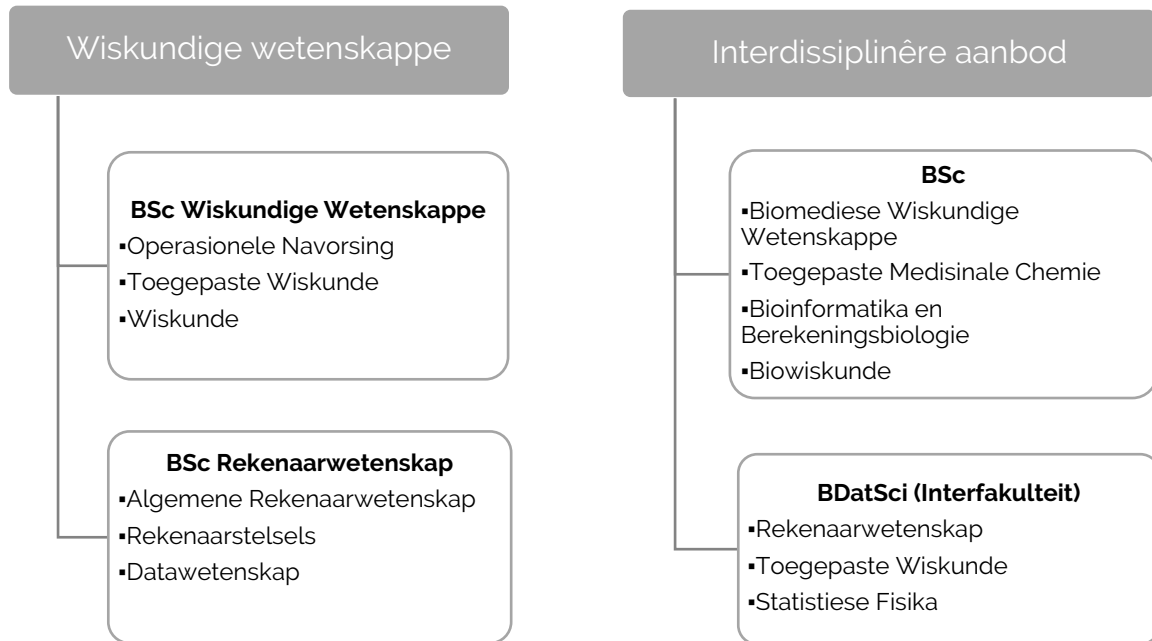 Wiskundige wetenskappe
BSc Wiskundige Wetenskappe
▪Operasionele Navorsing
▪Toegepaste Wiskunde
▪Wiskunde
BSc Rekenaarwetenskap
▪Algemene Rekenaarwetenskap
▪Rekenaarstelsels
▪Datawetenskap
Interdissiplinêre aanbod
BSc
▪Biomediese Wiskundige
Wetenskappe
▪Toegepaste Medisinale Chemie
▪Bioinformatika en
Berekeningsbiologie
▪Biowiskunde
BDatSci (Interfakulteit)
▪Rekenaarwetenskap
▪Toegepaste Wiskunde
▪Statistiese Fisika